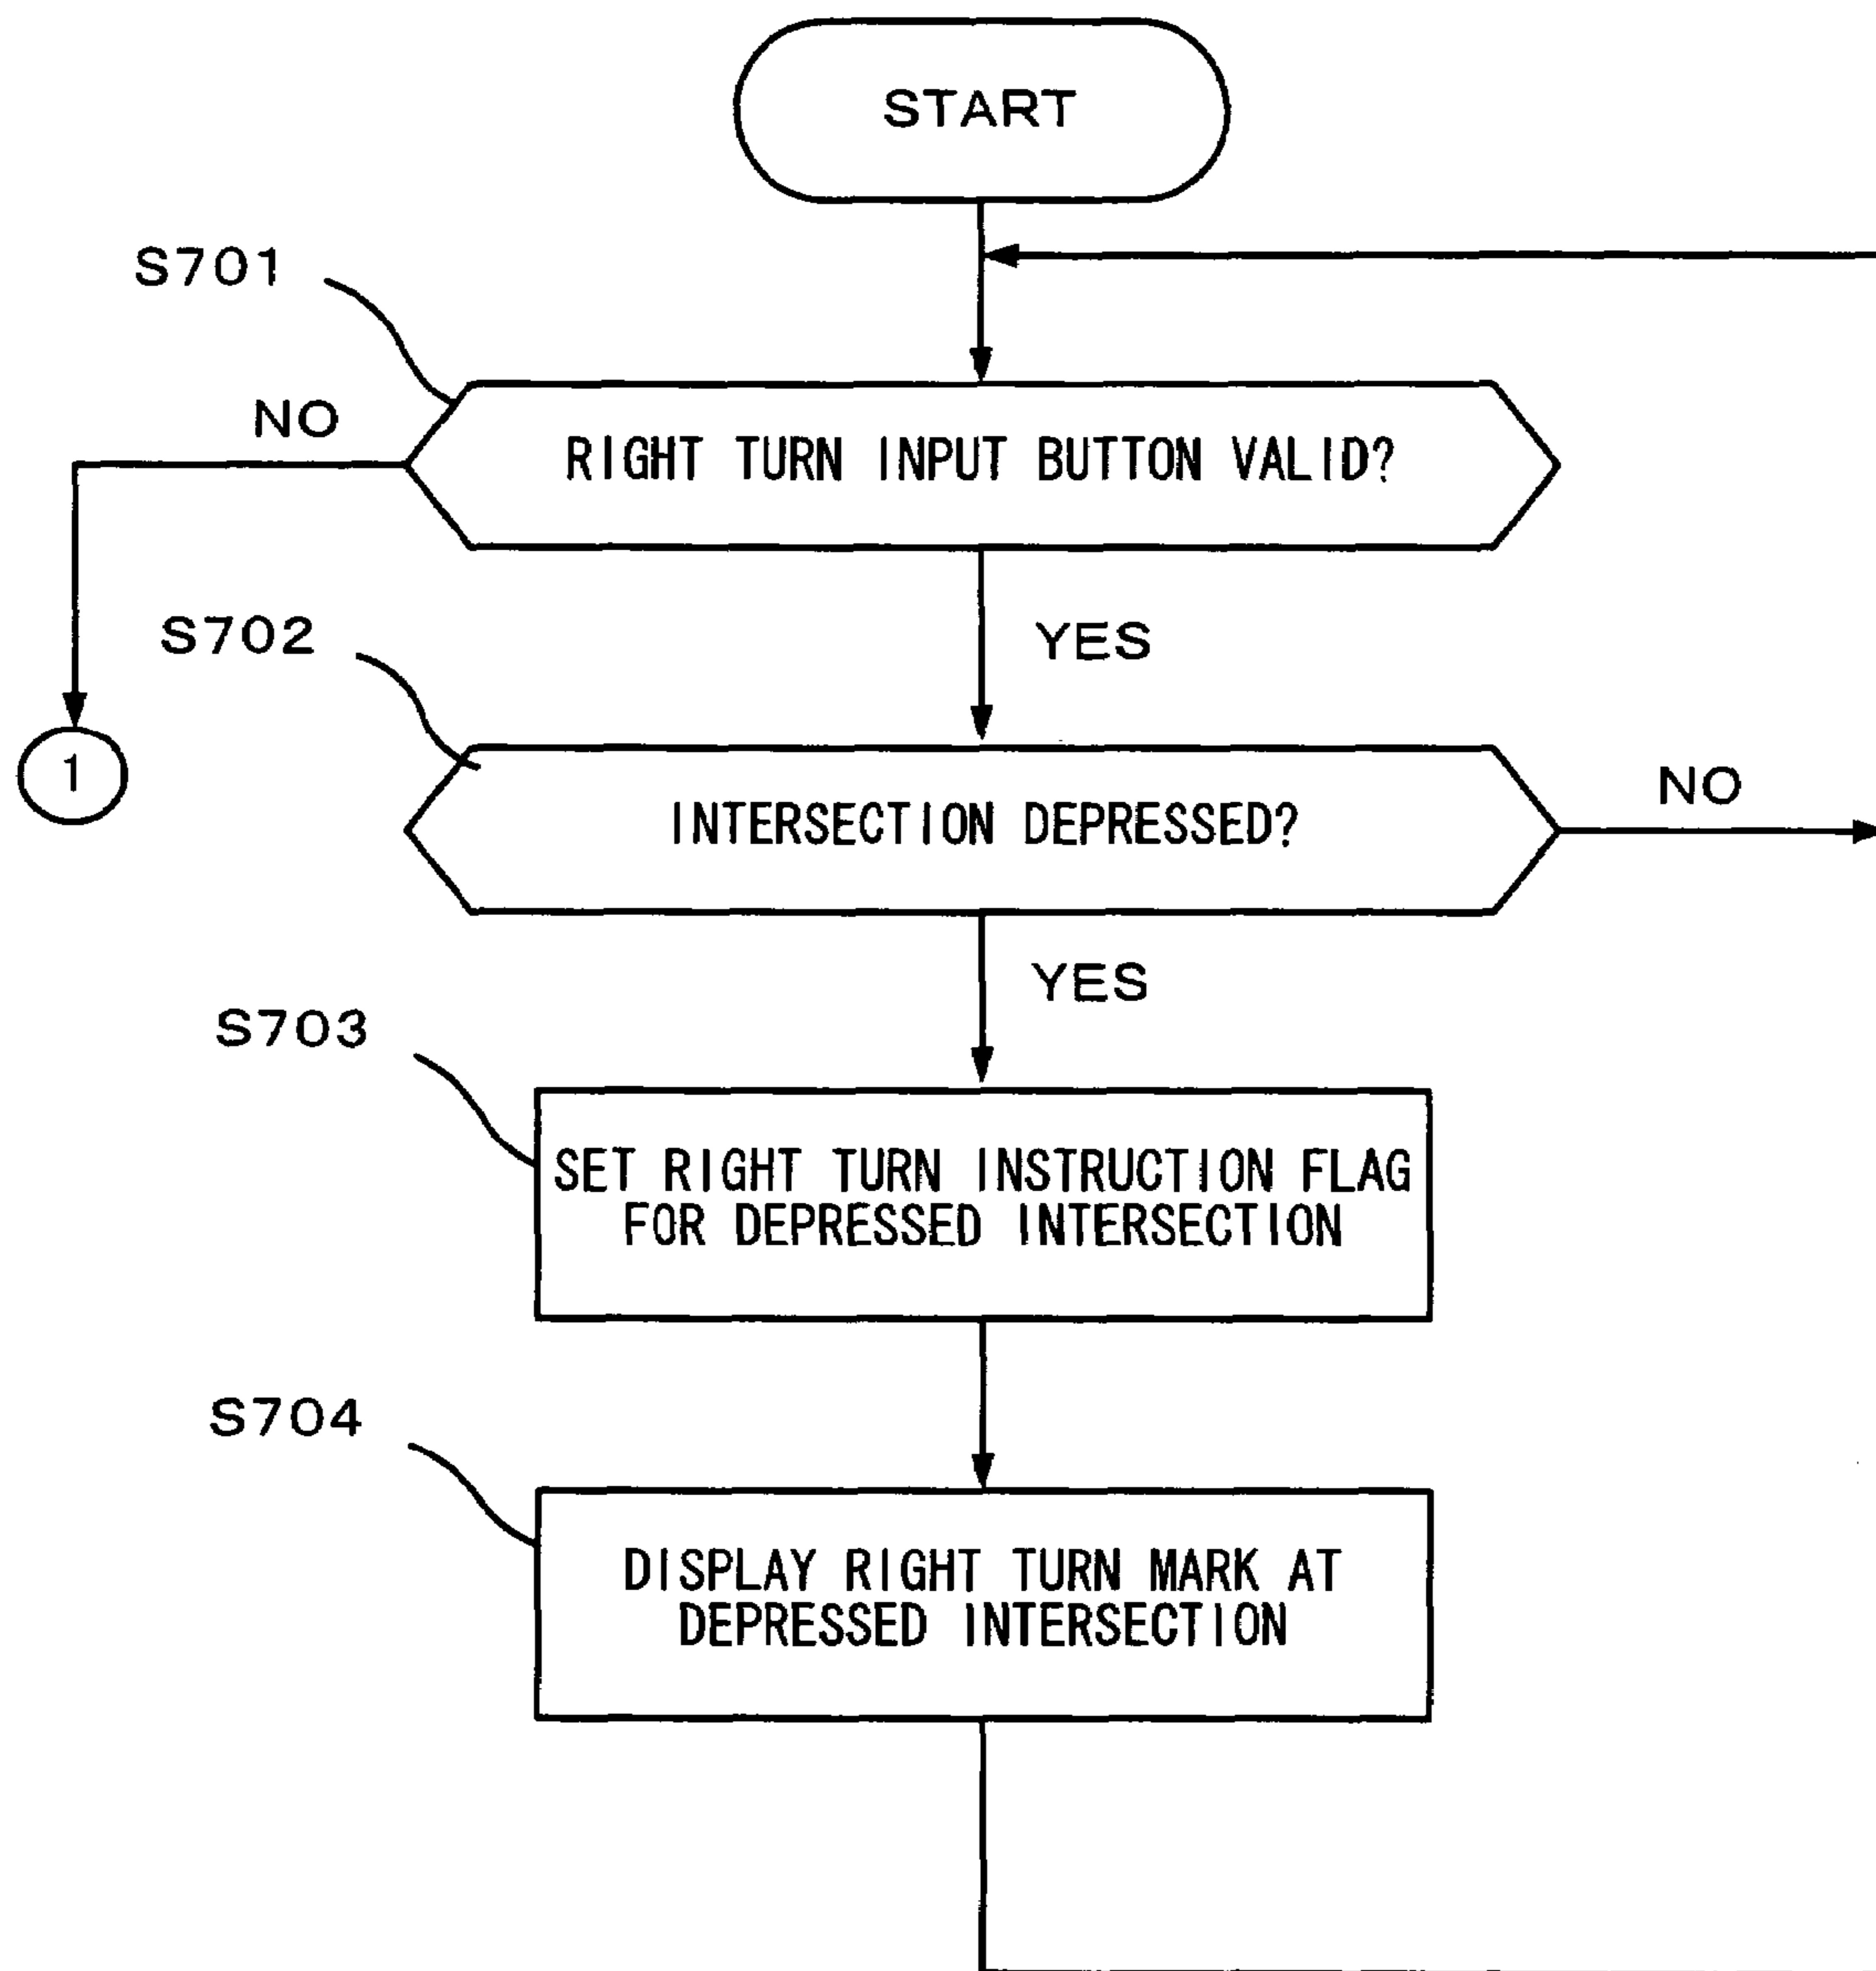 START
S701
NO
RIGHT TURN INPUT BUTTON VALID?
S702
YES
1
INTERSECTION DEPRESSED?
NO
YES
S703
SET RIGHT TURN INSTRUCTION FLAG
FOR DEPRESSED INTERSECTION
S704
DISPLAY RIGHT TURN MARK AT
DEPRESSED INTERSECTION